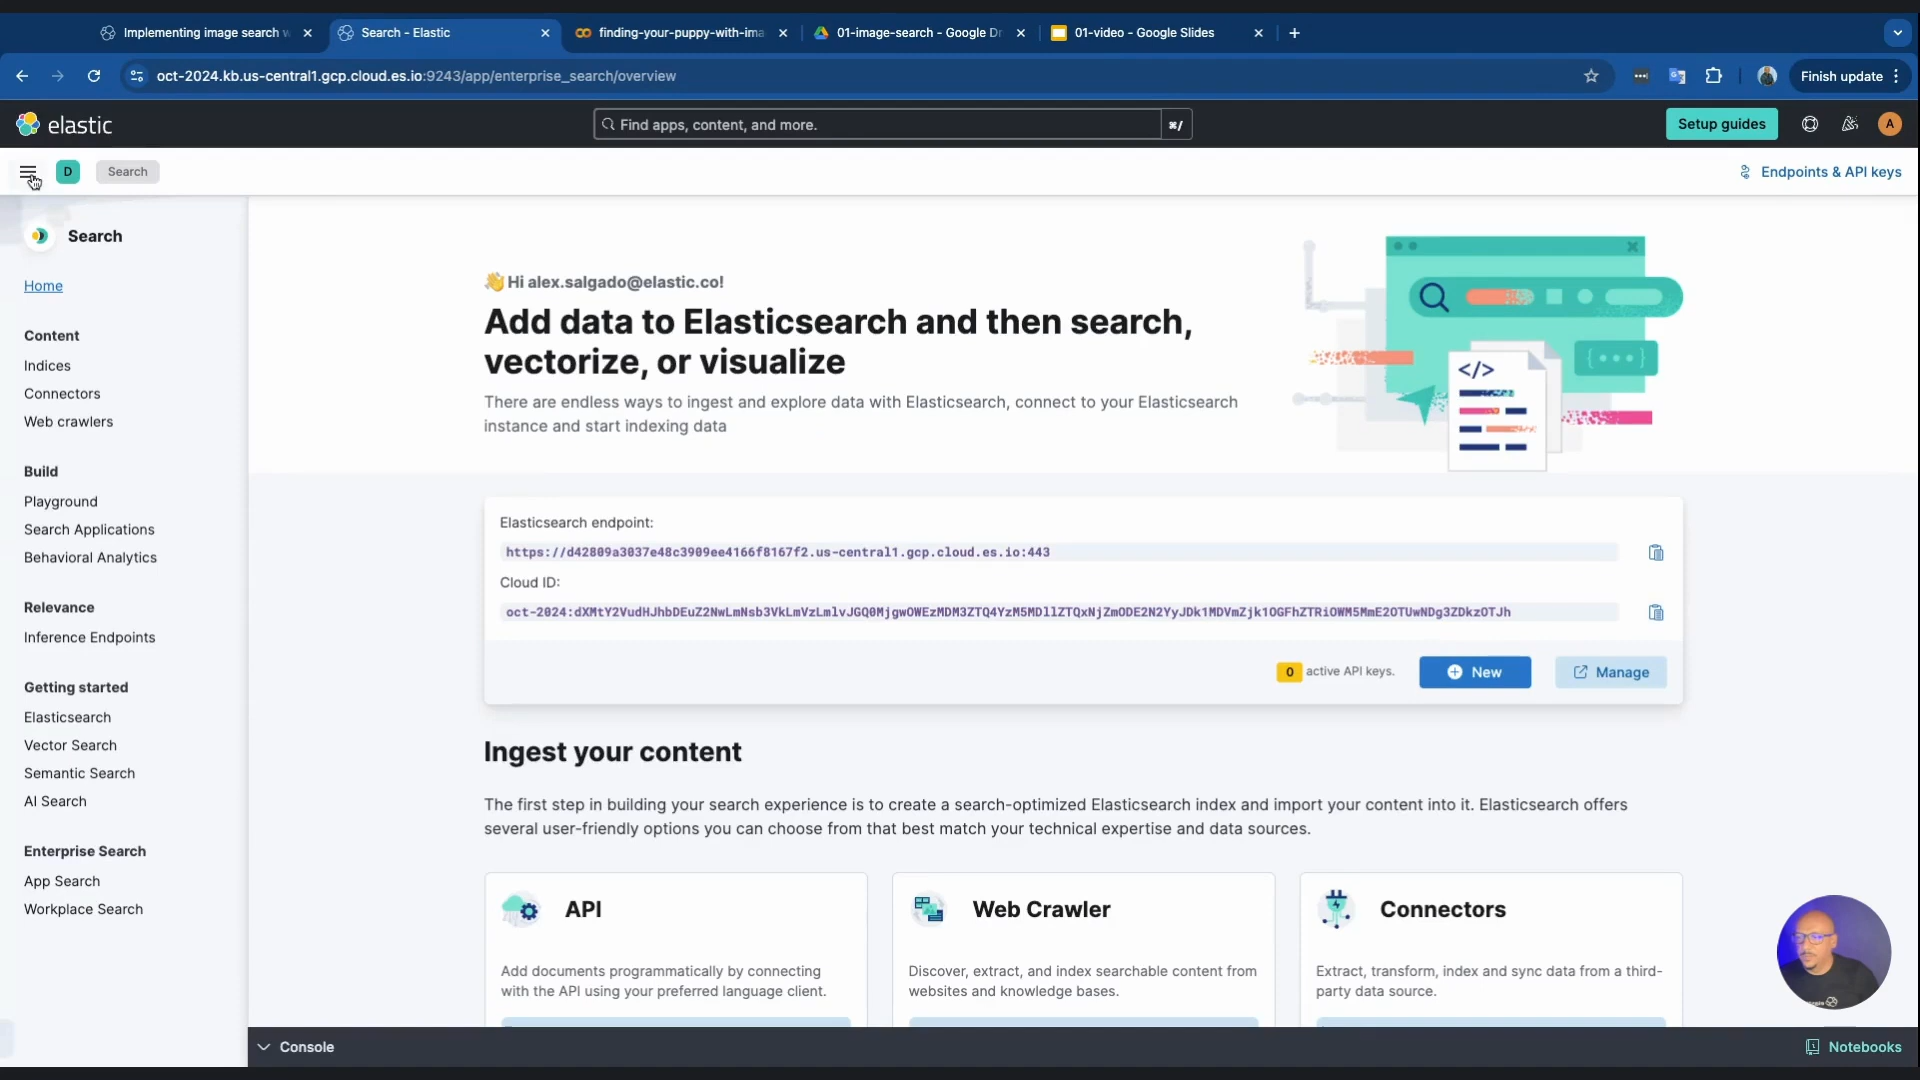 Implementing image search w
Search - Elastic
finding-your-puppy-with-ima
01-image-search - Google Dr
01-video - Google Slides
oct-2024.kb.us-central1.gcp.cloud.es.io:9243/app/enterprise_search/overview
Finish update
elastic
Find apps, content, and more.
⌘/
Setup guides
A
D
Search
Endpoints & API keys
Search
Home
Content
Indices
Connectors
Web crawlers
Build
Playground
Search Applications
Behavioral Analytics
Relevance
Inference Endpoints
Getting started
Elasticsearch
Vector Search
Semantic Search
AI Search
Enterprise Search
App Search
Workplace Search
👋 Hi alex.salgado@elastic.co!
Add data to Elasticsearch and then search,
vectorize, or visualize
There are endless ways to ingest and explore data with Elasticsearch, connect to your Elasticsearch
instance and start indexing data
</>
{•••}
Elasticsearch endpoint:
https://d42809a3037e48c3909ee4166f8167f2.us-central1.gcp.cloud.es.io:443
Cloud ID:
0 active API keys.
New
Manage
Ingest your content
The first step in building your search experience is to create a search-optimized Elasticsearch index and import your content into it. Elasticsearch offers
several user-friendly options you can choose from that best match your technical expertise and data sources.
API
Add documents programmatically by connecting
with the API using your preferred language client.
Web Crawler
Discover, extract, and index searchable content from
websites and knowledge bases.
Connectors
Extract, transform, index and sync data from a third-
party data source.
Console
Notebooks